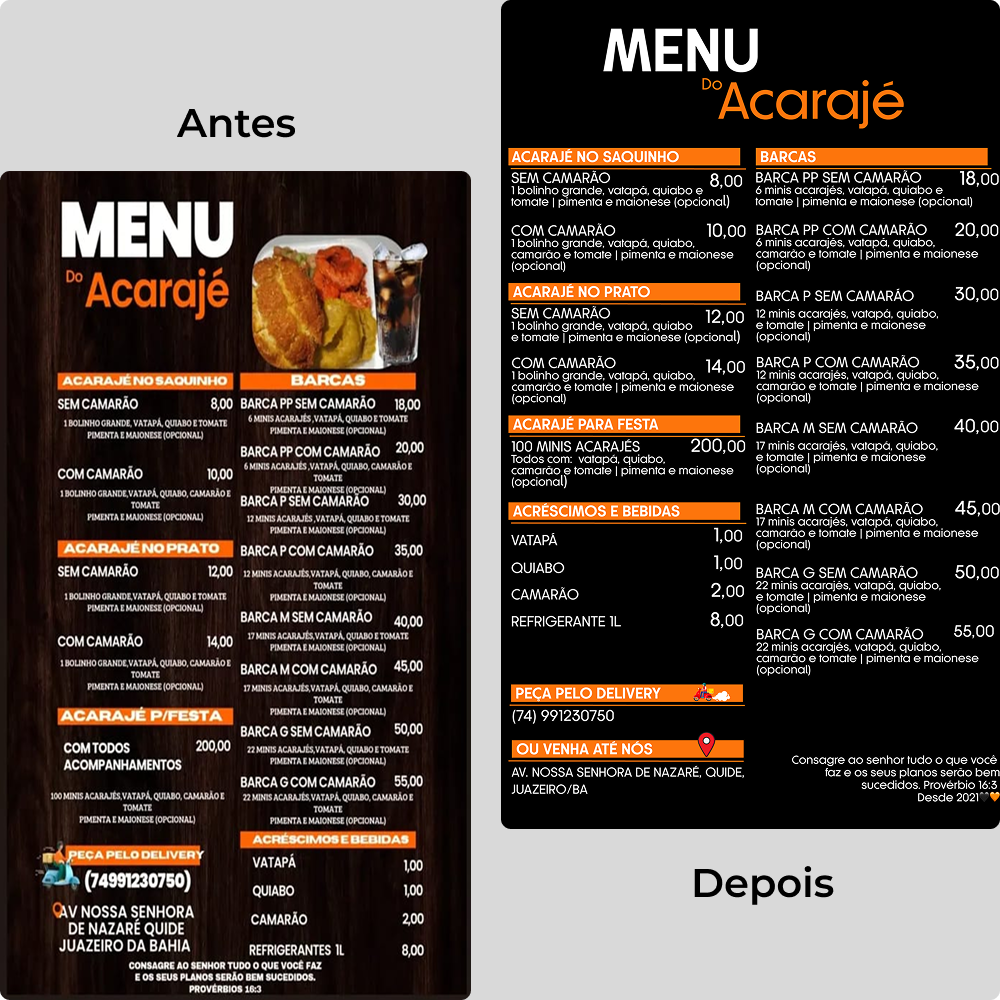 Antes
MENU
Do
Acarajé
ACARAJÉ NO SAQUINHO
SEM CAMARÃO 8,00
1 BOLINHO GRANDE, VATAPÁ, QUIABO E TOMATE
PIMENTA E MAIONESE (OPCIONAL)
COM CAMARÃO 10,00
1 BOLINHO GRANDE,VATAPÁ, QUIABO, CAMARÃO E
TOMATE
PIMENTA E MAIONESE (OPCIONAL)
ACARAJÉ NO PRATO
SEM CAMARÃO 12,00
1 BOLINHO GRANDE,VATAPÁ, QUIABO E TOMATE
PIMENTA E MAIONESE (OPCIONAL)
COM CAMARÃO 14,00
1 BOLINHO GRANDE,VATAPÁ, QUIABO, CAMARÃO E
TOMATE
PIMENTA E MAIONESE (OPCIONAL)
ACARAJÉ P/FESTA
COM TODOS 200,00
ACOMPANHAMENTOS
100 MINIS ACARAJÉS,VATAPÁ, QUIABO, CAMARÃO E
TOMATE
PIMENTA E MAIONESE (OPCIONAL)
PEÇA PELO DELIVERY
(74991230750)
AV NOSSA SENHORA
DE NAZARÉ QUIDE
JUAZEIRO DA BAHIA
BARCAS
BARCA PP SEM CAMARÃO 18,00
6 MINIS ACARAJÉS,VATAPÁ, QUIABO E TOMATE
PIMENTA E MAIONESE (OPCIONAL)
BARCA PP COM CAMARÃO 20,00
6 MINIS ACARAJÉS ,VATAPÁ, QUIABO, CAMARÃO E
TOMATE
PIMENTA E MAIONESE (OPCIONAL)
BARCA P SEM CAMARÃO 30,00
12 MINIS ACARAJÉS ,VATAPÁ, QUIABO E TOMATE
PIMENTA E MAIONESE (OPCIONAL)
BARCA P COM CAMARÃO 35,00
12 MINIS ACARAJÉS,VATAPÁ, QUIABO, CAMARÃO E
TOMATE
PIMENTA E MAIONESE (OPCIONAL)
BARCA M SEM CAMARÃO 40,00
17 MINIS ACARAJÉS,VATAPÁ, QUIABO E TOMATE
PIMENTA E MAIONESE (OPCIONAL)
BARCA M COM CAMARÃO 45,00
17 MINIS ACARAJÉS,VATAPÁ, QUIABO, CAMARÃO E
TOMATE
PIMENTA E MAIONESE (OPCIONAL)
BARCA G SEM CAMARÃO 50,00
22 MINIS ACARAJÉS,VATAPÁ, QUIABO E TOMATE
PIMENTA E MAIONESE (OPCIONAL)
BARCA G COM CAMARÃO 55,00
22 MINIS ACARAJÉS,VATAPÁ, QUIABO, CAMARÃO E
TOMATE
PIMENTA E MAIONESE (OPCIONAL)
ACRÉSCIMOS E BEBIDAS
VATAPÁ 1,00
QUIABO 1,00
CAMARÃO 2,00
REFRIGERANTES 1L 8,00
CONSAGRE AO SENHOR TUDO O QUE VOCÊ FAZ
E OS SEUS PLANOS SERÃO BEM SUCEDIDOS.
PROVÉRBIOS 16:3
MENU
Do
Acarajé
ACARAJÉ NO SAQUINHO
SEM CAMARÃO 8,00
1 bolinho grande, vatapá, quiabo e
tomate | pimenta e maionese (opcional)
COM CAMARÃO 10,00
1 bolinho grande, vatapá, quiabo,
camarão e tomate | pimenta e maionese
(opcional)
ACARAJÉ NO PRATO
SEM CAMARÃO 12,00
1 bolinho grande, vatapá, quiabo
e tomate | pimenta e maionese (opcional)
COM CAMARÃO 14,00
1 bolinho grande, vatapá, quiabo,
camarão e tomate | pimenta e maionese
(opcional)
ACARAJÉ PARA FESTA
100 MINIS ACARAJÉS 200,00
Todos com: vatapá, quiabo,
camarão e tomate | pimenta e maionese
(opcional)
ACRÉSCIMOS E BEBIDAS
VATAPÁ 1,00
QUIABO 1,00
CAMARÃO 2,00
REFRIGERANTE 1L 8,00
PEÇA PELO DELIVERY
(74) 991230750
OU VENHA ATÉ NÓS
AV. NOSSA SENHORA DE NAZARÉ, QUIDE,
JUAZEIRO/BA
BARCAS
BARCA PP SEM CAMARÃO 18,00
6 minis acarajés, vatapá, quiabo e
tomate | pimenta e maionese (opcional)
BARCA PP COM CAMARÃO 20,00
6 minis acarajés, vatapá, quiabo,
camarão e tomate | pimenta e maionese
(opcional)
BARCA P SEM CAMARÃO 30,00
12 minis acarajés, vatapá, quiabo,
e tomate | pimenta e maionese
(opcional)
BARCA P COM CAMARÃO 35,00
12 minis acarajés, vatapá, quiabo,
camarão e tomate | pimenta e maionese
(opcional)
BARCA M SEM CAMARÃO 40,00
17 minis acarajés, vatapá, quiabo,
e tomate | pimenta e maionese
(opcional)
BARCA M COM CAMARÃO 45,00
17 minis acarajés, vatapá, quiabo,
camarão e tomate | pimenta e maionese
(opcional)
BARCA G SEM CAMARÃO 50,00
22 minis acarajés, vatapá, quiabo,
e tomate | pimenta e maionese
(opcional)
BARCA G COM CAMARÃO 55,00
22 minis acarajés, vatapá, quiabo,
camarão e tomate | pimenta e maionese
(opcional)
Consagre ao senhor tudo o que você
faz e os seus planos serão bem
sucedidos. Provérbio 16:3
Desde 2021🖤🧡
Depois